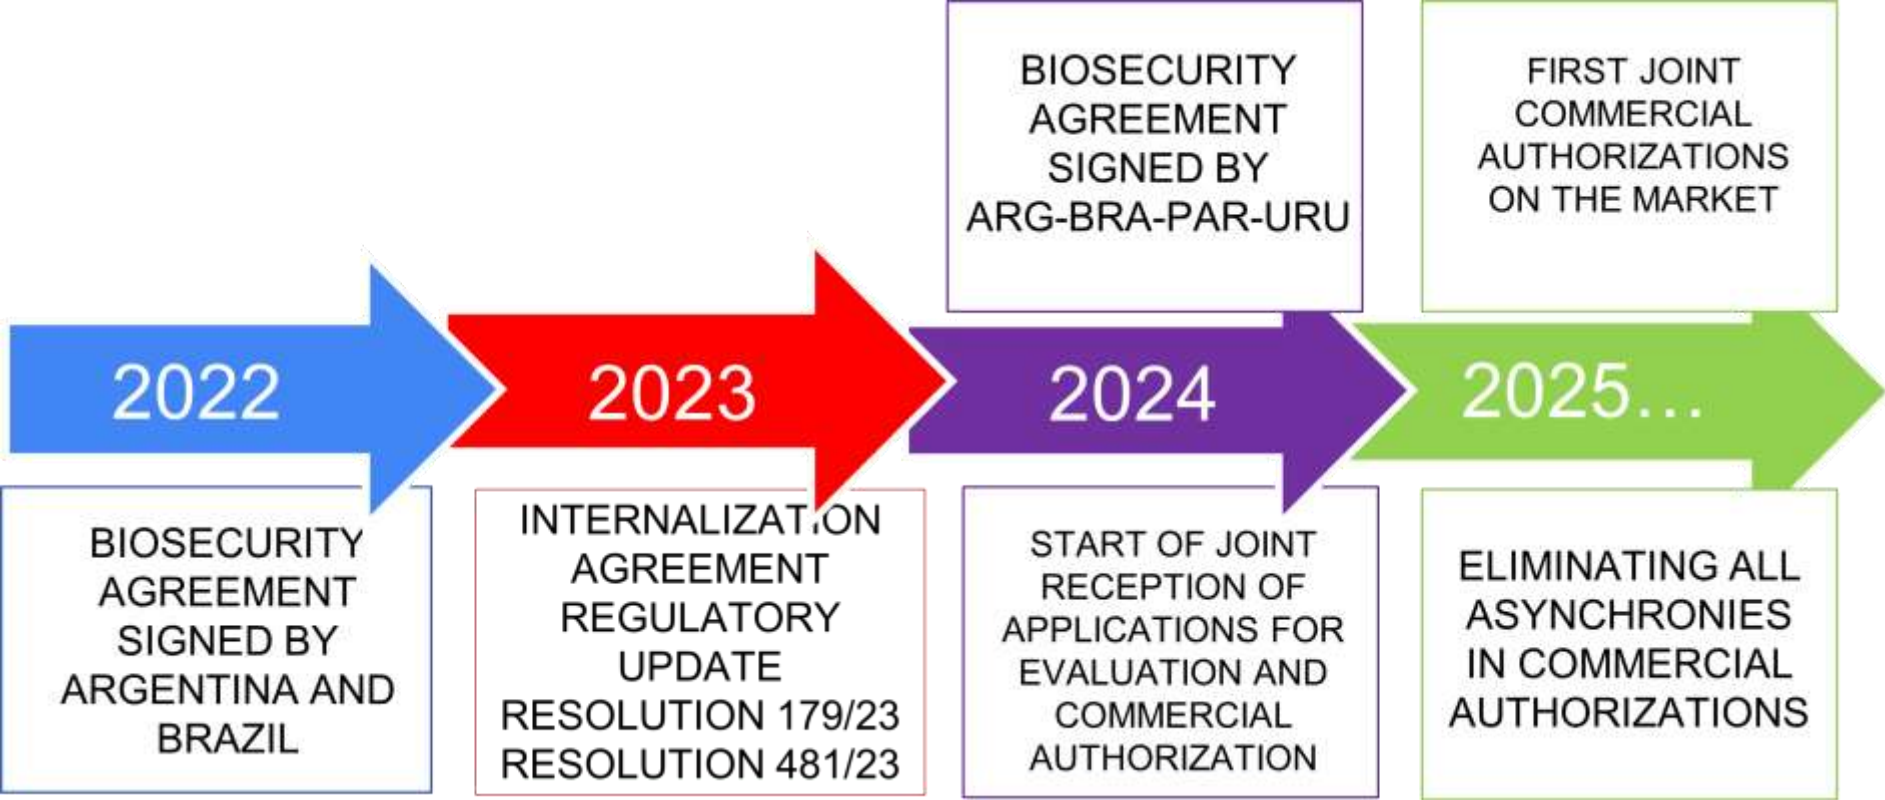 BIOSECURITY
AGREEMENT
SIGNED BY
ARG-BRA-PAR-URU
FIRST JOINT
COMMERCIAL
AUTHORIZATIONS
ON THE MARKET
2022
2023
2024
2025...
BIOSECURITY
AGREEMENT
SIGNED BY
ARGENTINA AND
BRAZIL
INTERNALIZATION
AGREEMENT
REGULATORY
UPDATE
RESOLUTION 179/23
RESOLUTION 481/23
START OF JOINT
RECEPTION OF
APPLICATIONS FOR
EVALUATION AND
COMMERCIAL
AUTHORIZATION
ELIMINATING ALL
ASYNCHRONIES
IN COMMERCIAL
AUTHORIZATIONS